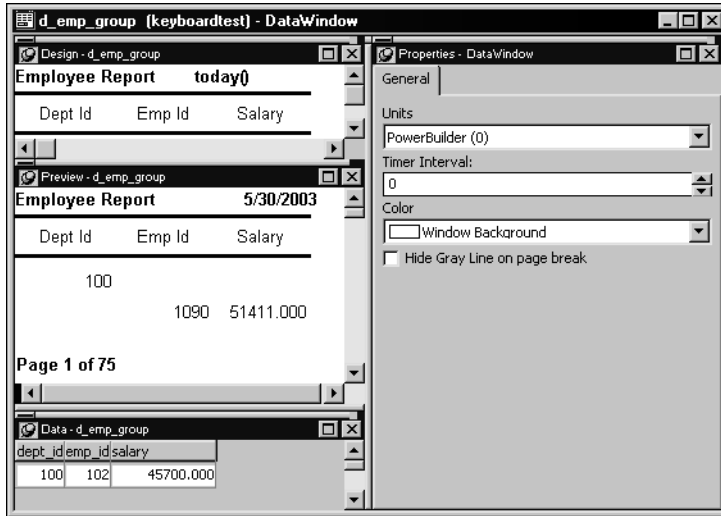 d_emp_group (keyboardtest) - DataWindow
Design - d_emp_group
Employee Report today()
Dept Id Emp Id Salary
Preview - d_emp_group
Employee Report 5/30/2003
Dept Id Emp Id Salary
100
1090 51411.000
Page 1 of 75
Data - d_emp_group
dept_id emp_id salary
100 102 45700.000
Properties - DataWindow
General
Units
PowerBuilder (0)
Timer Interval:
0
Color
Window Background
Hide Gray Line on page break